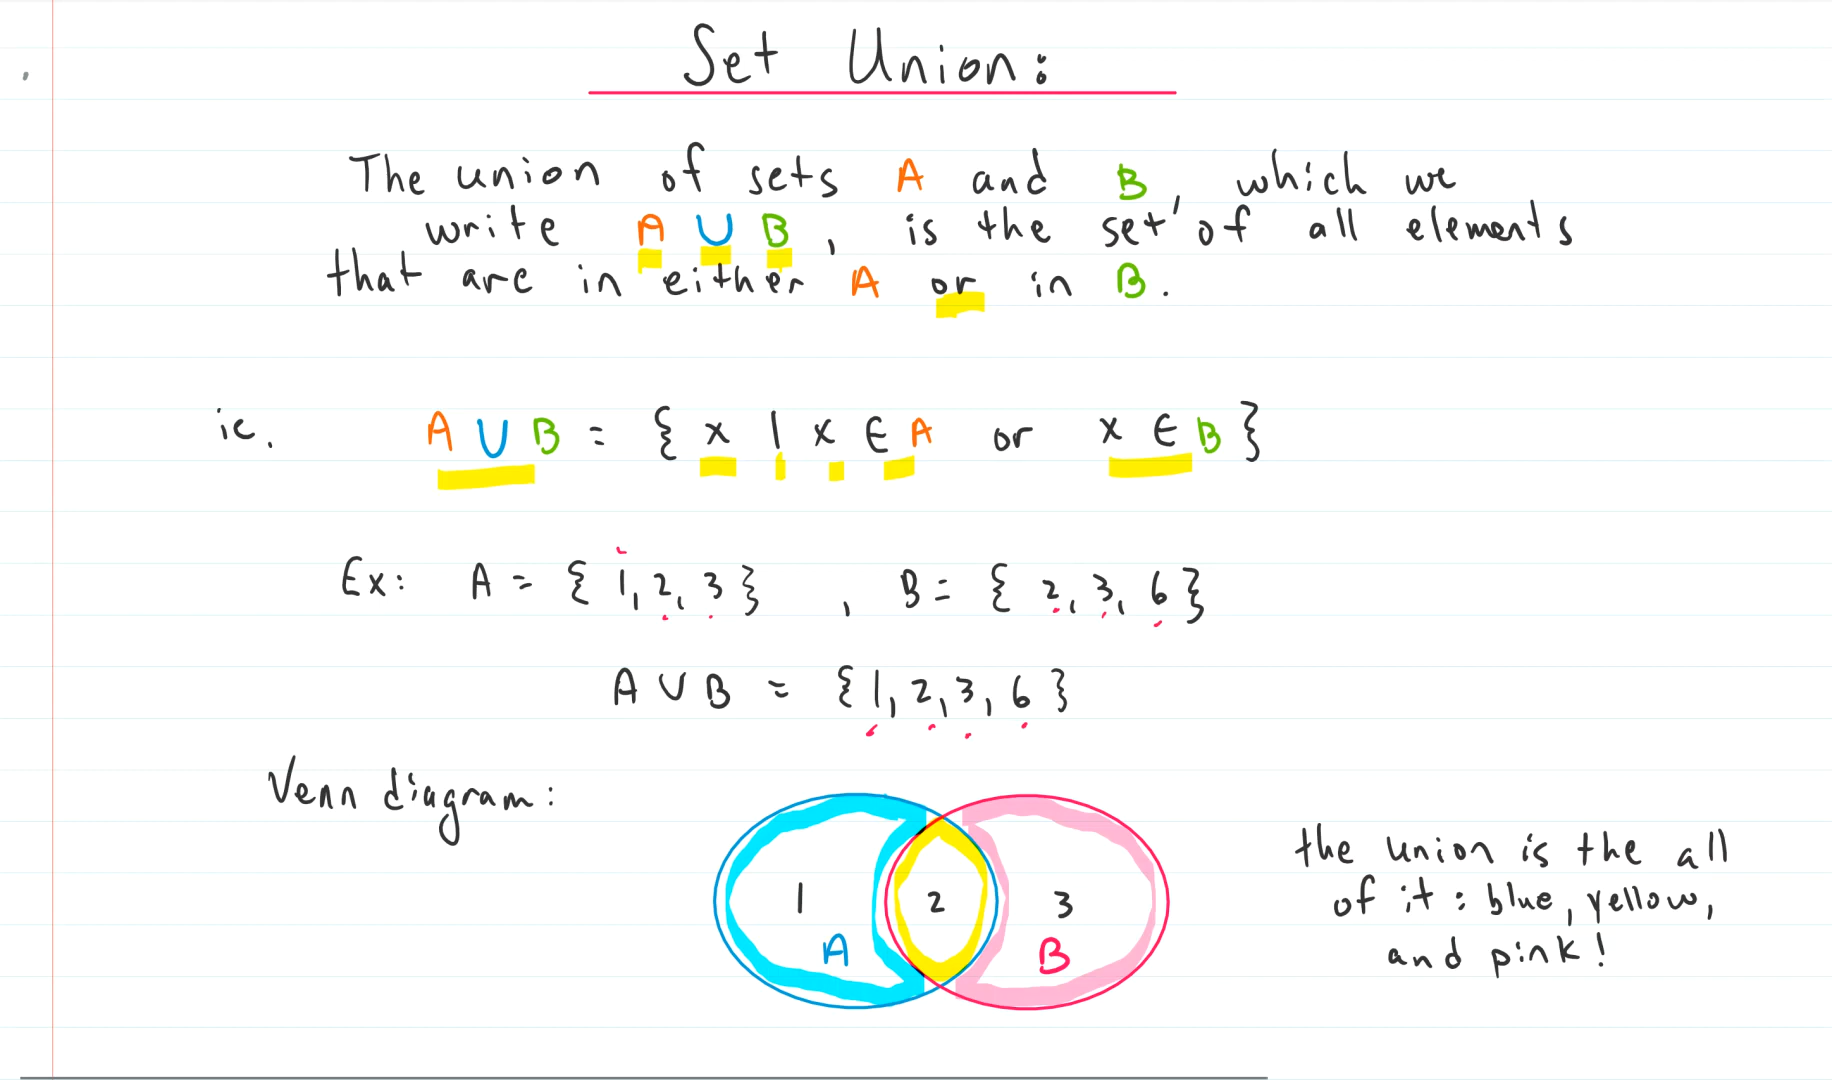 Set Union:
The union of sets A and B, which we
write A ∪ B, is the set of all elements
that are in either A or in B.
ie. A ∪ B = { x | x ∈ A or x ∈ B }
Ex: A = { 1, 2, 3 } , B = { 2, 3, 6 }
A ∪ B = { 1, 2, 3, 6 }
Venn diagram:
1 2 3
A B
the union is the all
of it : blue, yellow,
and pink!